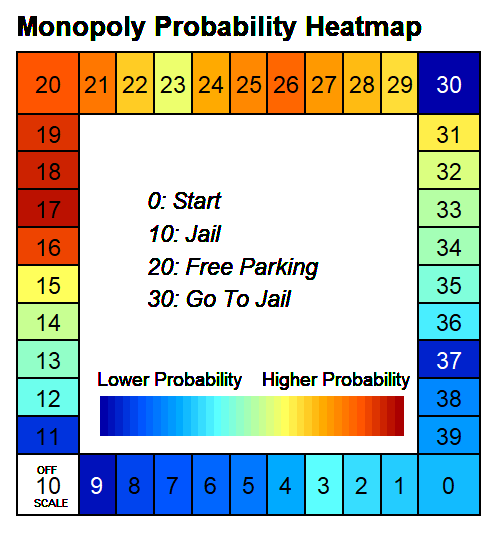 Monopoly Probability Heatmap
20 21 22 23 24 25 26 27 28 29 30
19 31
18 32
17 33
0: Start
16 34
10: Jail
15 35
20: Free Parking
14 36
30: Go To Jail
13 37
Lower Probability Higher Probability
12 38
11 39
OFF
10 9 8 7 6 5 4 3 2 1 0
SCALE